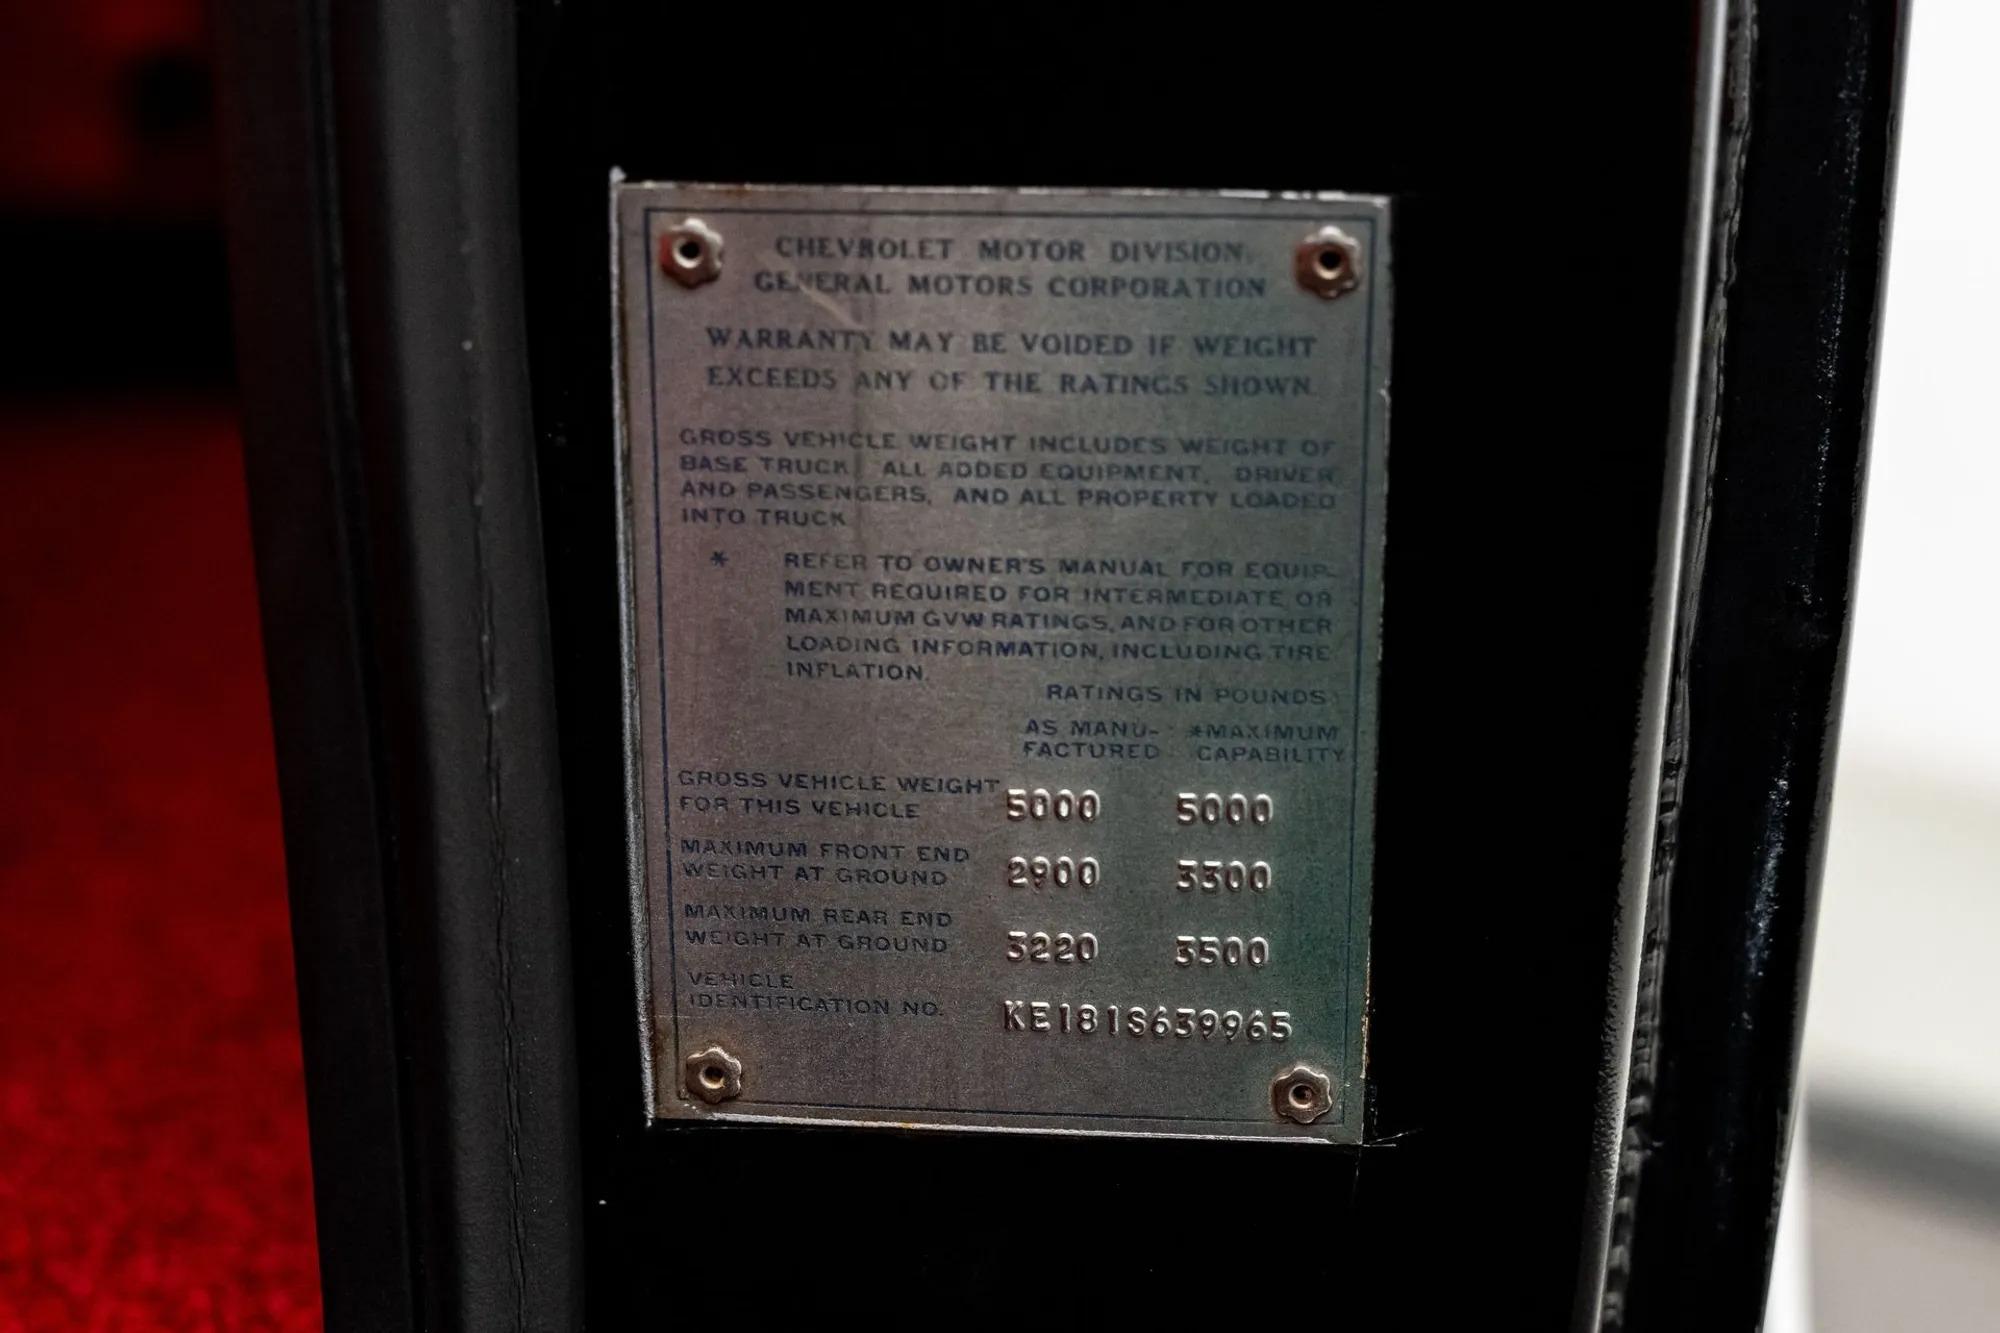 CHEVROLET MOTOR DIVISION,
GENERAL MOTORS CORPORATION
WARRANTY MAY BE VOIDED IF WEIGHT
EXCEEDS ANY OF THE RATINGS SHOWN
GROSS VEHICLE WEIGHT INCLUDES WEIGHT OF
BASE TRUCK, ALL ADDED EQUIPMENT, DRIVER
AND PASSENGERS, AND ALL PROPERTY LOADED
INTO TRUCK
* REFER TO OWNER'S MANUAL FOR EQUIP-
MENT REQUIRED FOR INTERMEDIATE OR
MAXIMUM GVW RATINGS, AND FOR OTHER
LOADING INFORMATION, INCLUDING TIRE
INFLATION.
RATINGS IN POUNDS
AS MANU- *MAXIMUM
FACTURED CAPABILITY
GROSS VEHICLE WEIGHT
FOR THIS VEHICLE 5000 5000
MAXIMUM FRONT END
WEIGHT AT GROUND 2900 3300
MAXIMUM REAR END
WEIGHT AT GROUND 3220 3500
VEHICLE
IDENTIFICATION NO. KE181S639965